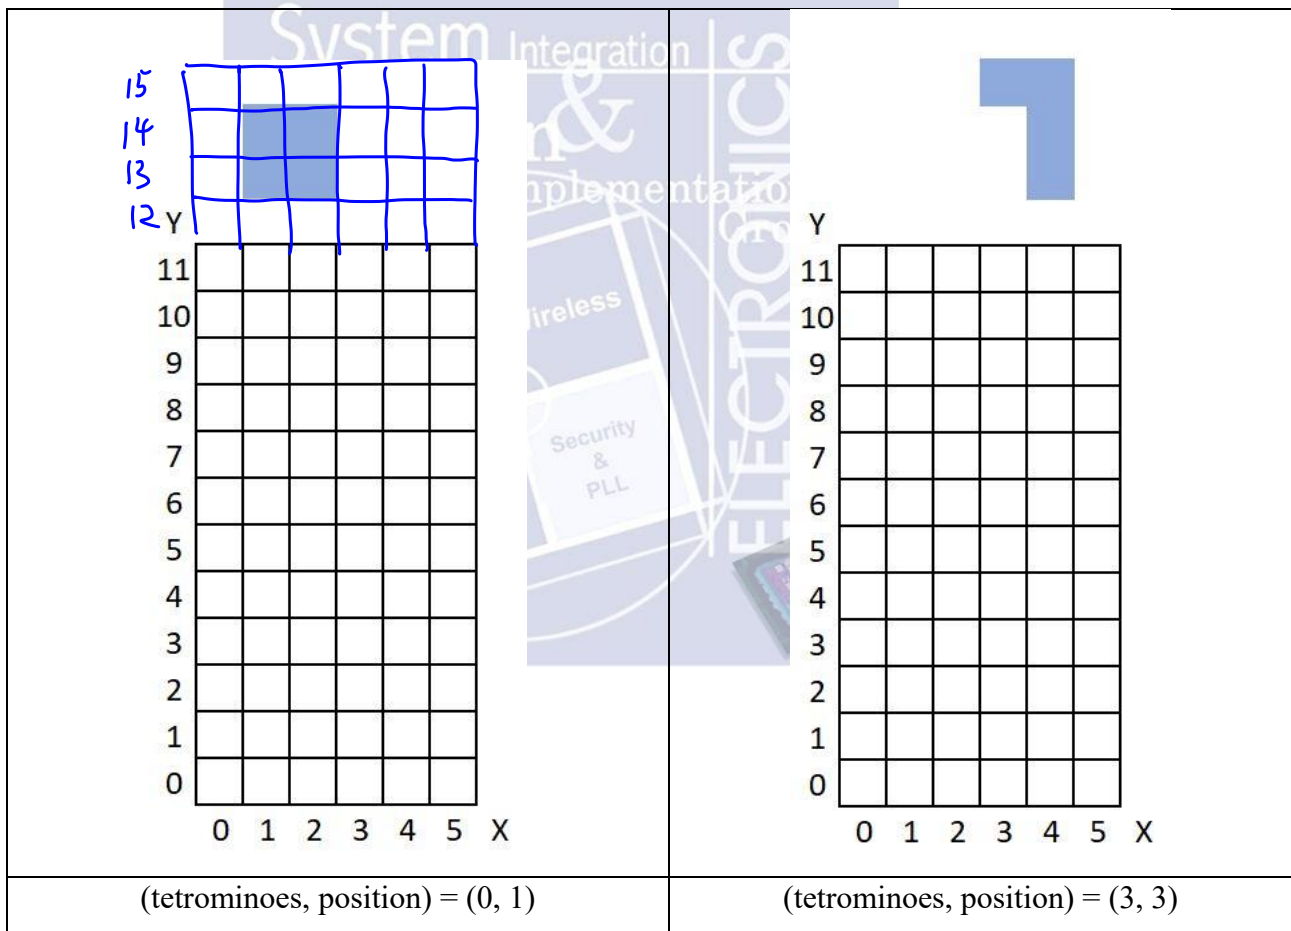 System Integration
&
n
mplementatio
Gro
ELECTRONICS
Wireless
Security
&
PLL
15
14
13
12
Y
11
10
9
8
7
6
5
4
3
2
1
0
0 1 2 3 4 5 X
(tetrominoes, position) = (0, 1)
Y
11
10
9
8
7
6
5
4
3
2
1
0
0 1 2 3 4 5 X
(tetrominoes, position) = (3, 3)